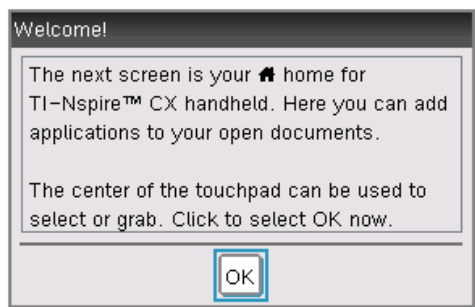 Welcome!
The next screen is your home for
TI-Nspire™ CX handheld. Here you can add
applications to your open documents.
The center of the touchpad can be used to
select or grab. Click to select OK now.
OK